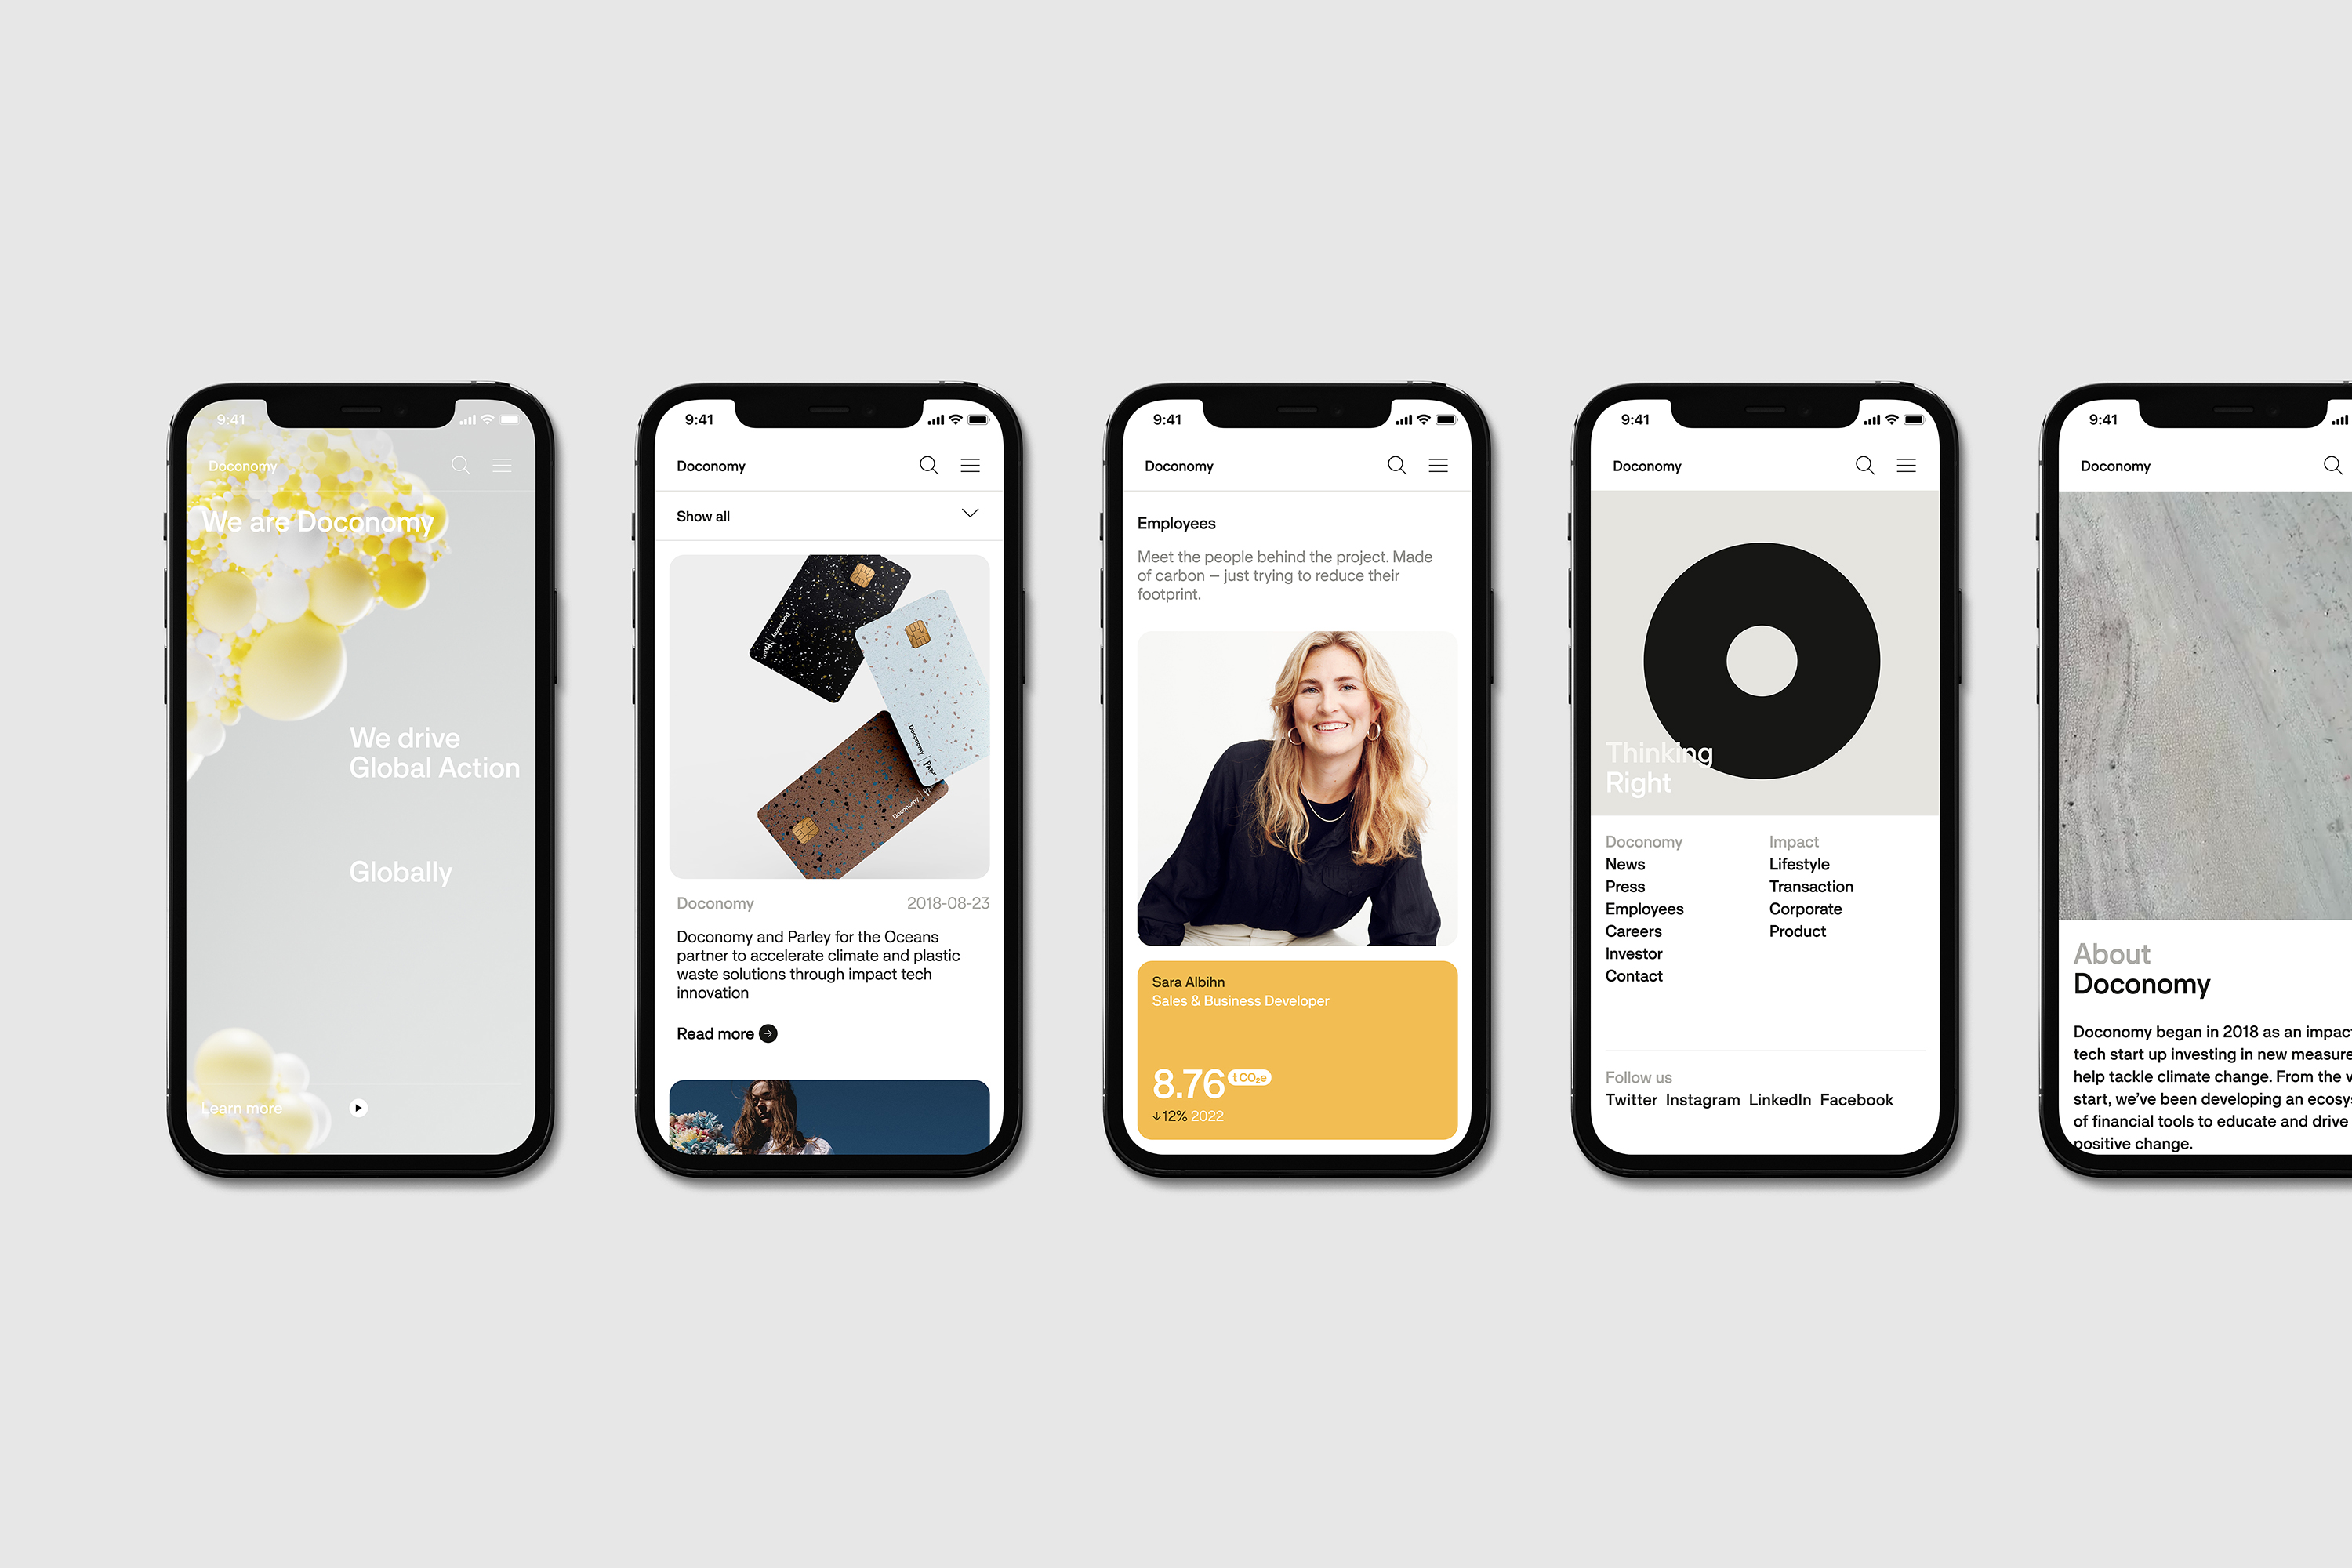 9:41
Doconomy
We are Doconomy
We drive
Global Action
Globally
Learn more
9:41
Doconomy
Show all
Doconomy
Doconomy
Doconomy
Doconomy
2018-08-23
Doconomy and Parley for the Oceans
partner to accelerate climate and plastic
waste solutions through impact tech
innovation
Read more
9:41
Doconomy
Employees
Meet the people behind the project. Made
of carbon – just trying to reduce their
footprint.
Sara Albihn
Sales & Business Developer
8.76 t CO₂e
↓12% 2022
9:41
Doconomy
Thinking
Right
Doconomy
News
Press
Employees
Careers
Investor
Contact
Impact
Lifestyle
Transaction
Corporate
Product
Follow us
Twitter Instagram LinkedIn Facebook
9:41
Doconomy
About
Doconomy
Doconomy began in 2018 as an impac
tech start up investing in new measure
help tackle climate change. From the v
start, we've been developing an ecosy
of financial tools to educate and drive
positive change.